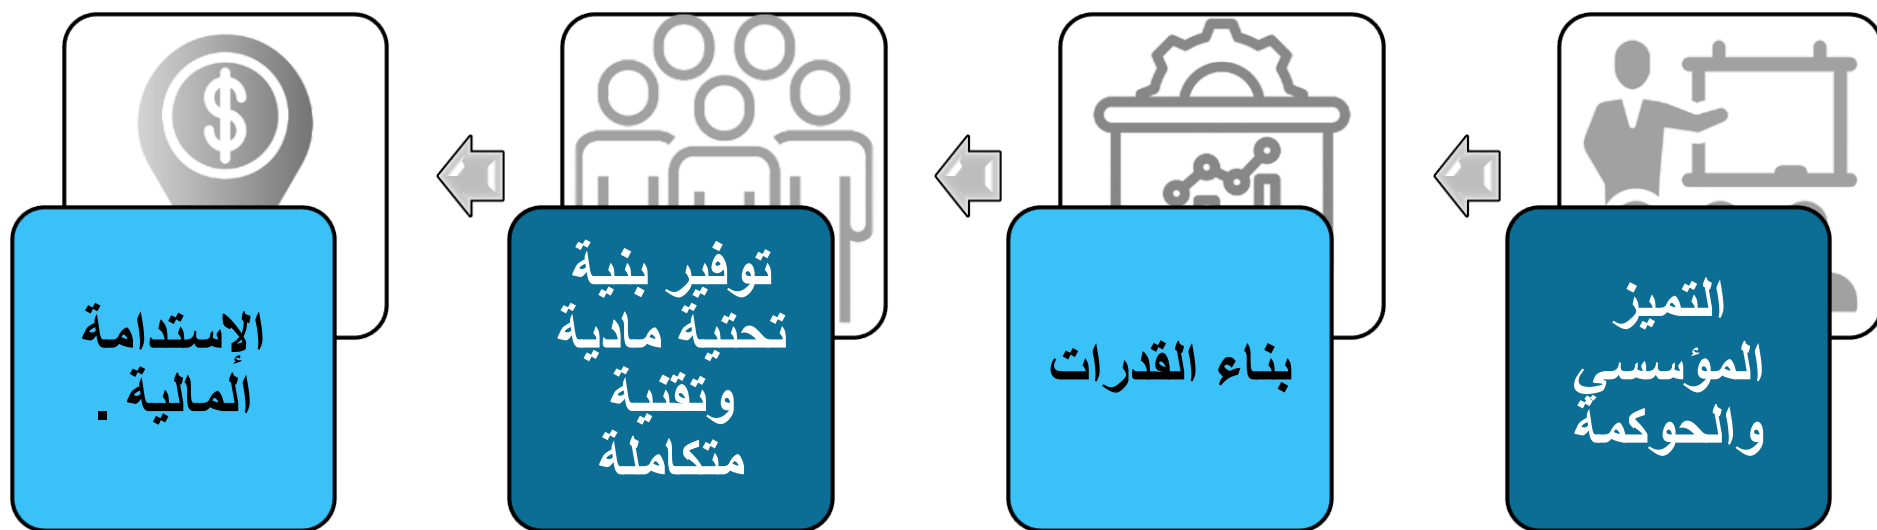 التميز
المؤسسي
والحوكمة
بناء القدرات
توفير بنية
تحتية مادية
وتقنية
متكاملة
الإستدامة
المالية .